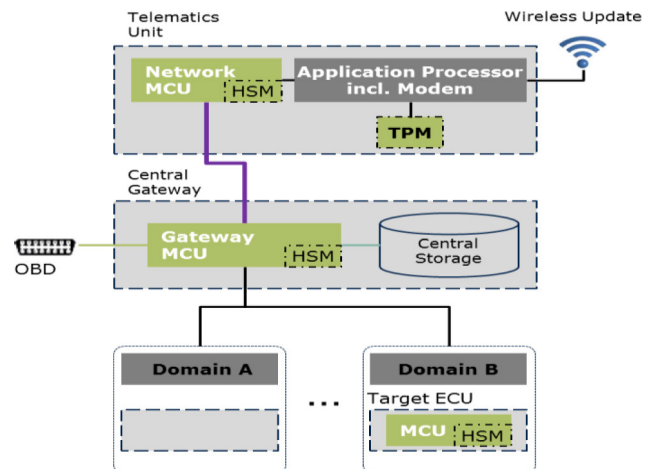 Telematics
Unit
Wireless Update
Network
MCU
HSM
Application Processor
incl. Modem
TPM
Central
Gateway
Gateway
MCU
HSM
Central
Storage
OBD
Domain A
...
Domain B
Target ECU
MCU
HSM